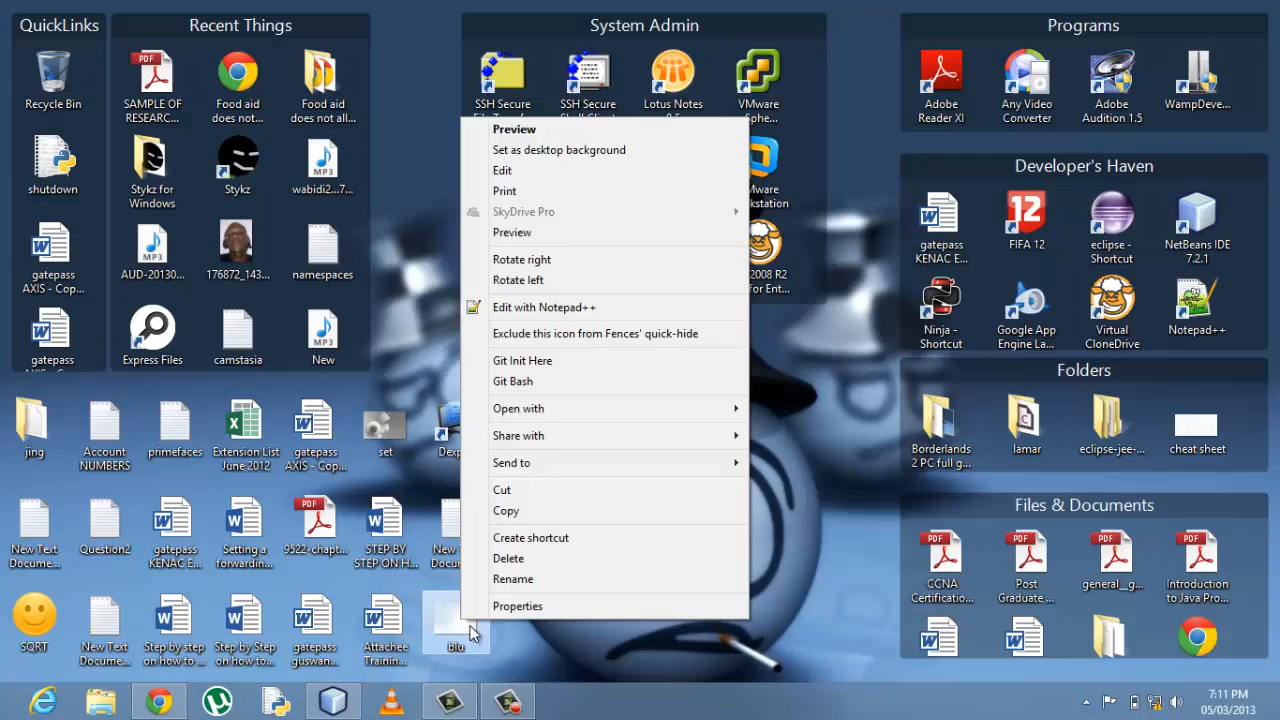 QuickLinks
Recycle Bin
shutdown
gatepass
AXIS - Cop...
gatepass
Recent Things
SAMPLE OF
RESEARC...
Food aid
does not...
Food aid
does not all...
Stykz for
Windows
Stykz
wabidi2...7...
AUD-20130...
176872_143...
namespaces
Express Files
camstasia
New
System Admin
SSH Secure
SSH Secure
Lotus Notes
VMware
Sphe...
Programs
Adobe
Reader XI
Any Video
Converter
Adobe
Audition 1.5
WampDeve...
Developer's Haven
gatepass
KENAC E...
FIFA 12
eclipse -
Shortcut
NetBeans IDE
7.2.1
Ninja -
Shortcut
Google App
Engine La...
Virtual
CloneDrive
Notepad++
Folders
Borderlands
2 PC full g...
lamar
eclipse-jee-...
cheat sheet
Files & Documents
CCNA
Certificatio...
Post
Graduate ...
general__g...
Introduction
to Java Pro...
Preview
Set as desktop background
Edit
Print
SkyDrive Pro
Preview
Rotate right
Rotate left
Edit with Notepad++
Exclude this icon from Fences' quick-hide
Git Init Here
Git Bash
Open with
Share with
Send to
Cut
Copy
Create shortcut
Delete
Rename
Properties
2008 R2
for Ent...
jing
Account
NUMBERS
primefaces
Extension List
June 2012
gatepass
AXIS - Cop...
set
New Text
Docume...
Question2
gatepass
KENAC E...
Setting a
forwardin...
9522-chapt...
STEP BY
STEP ON H...
SQRT
New Text
Docume...
Step by step
on how to ...
Step by Step
on how to...
gatepass
guswan...
Attachee
Trainin...
blu
7:11 PM
05/03/2013